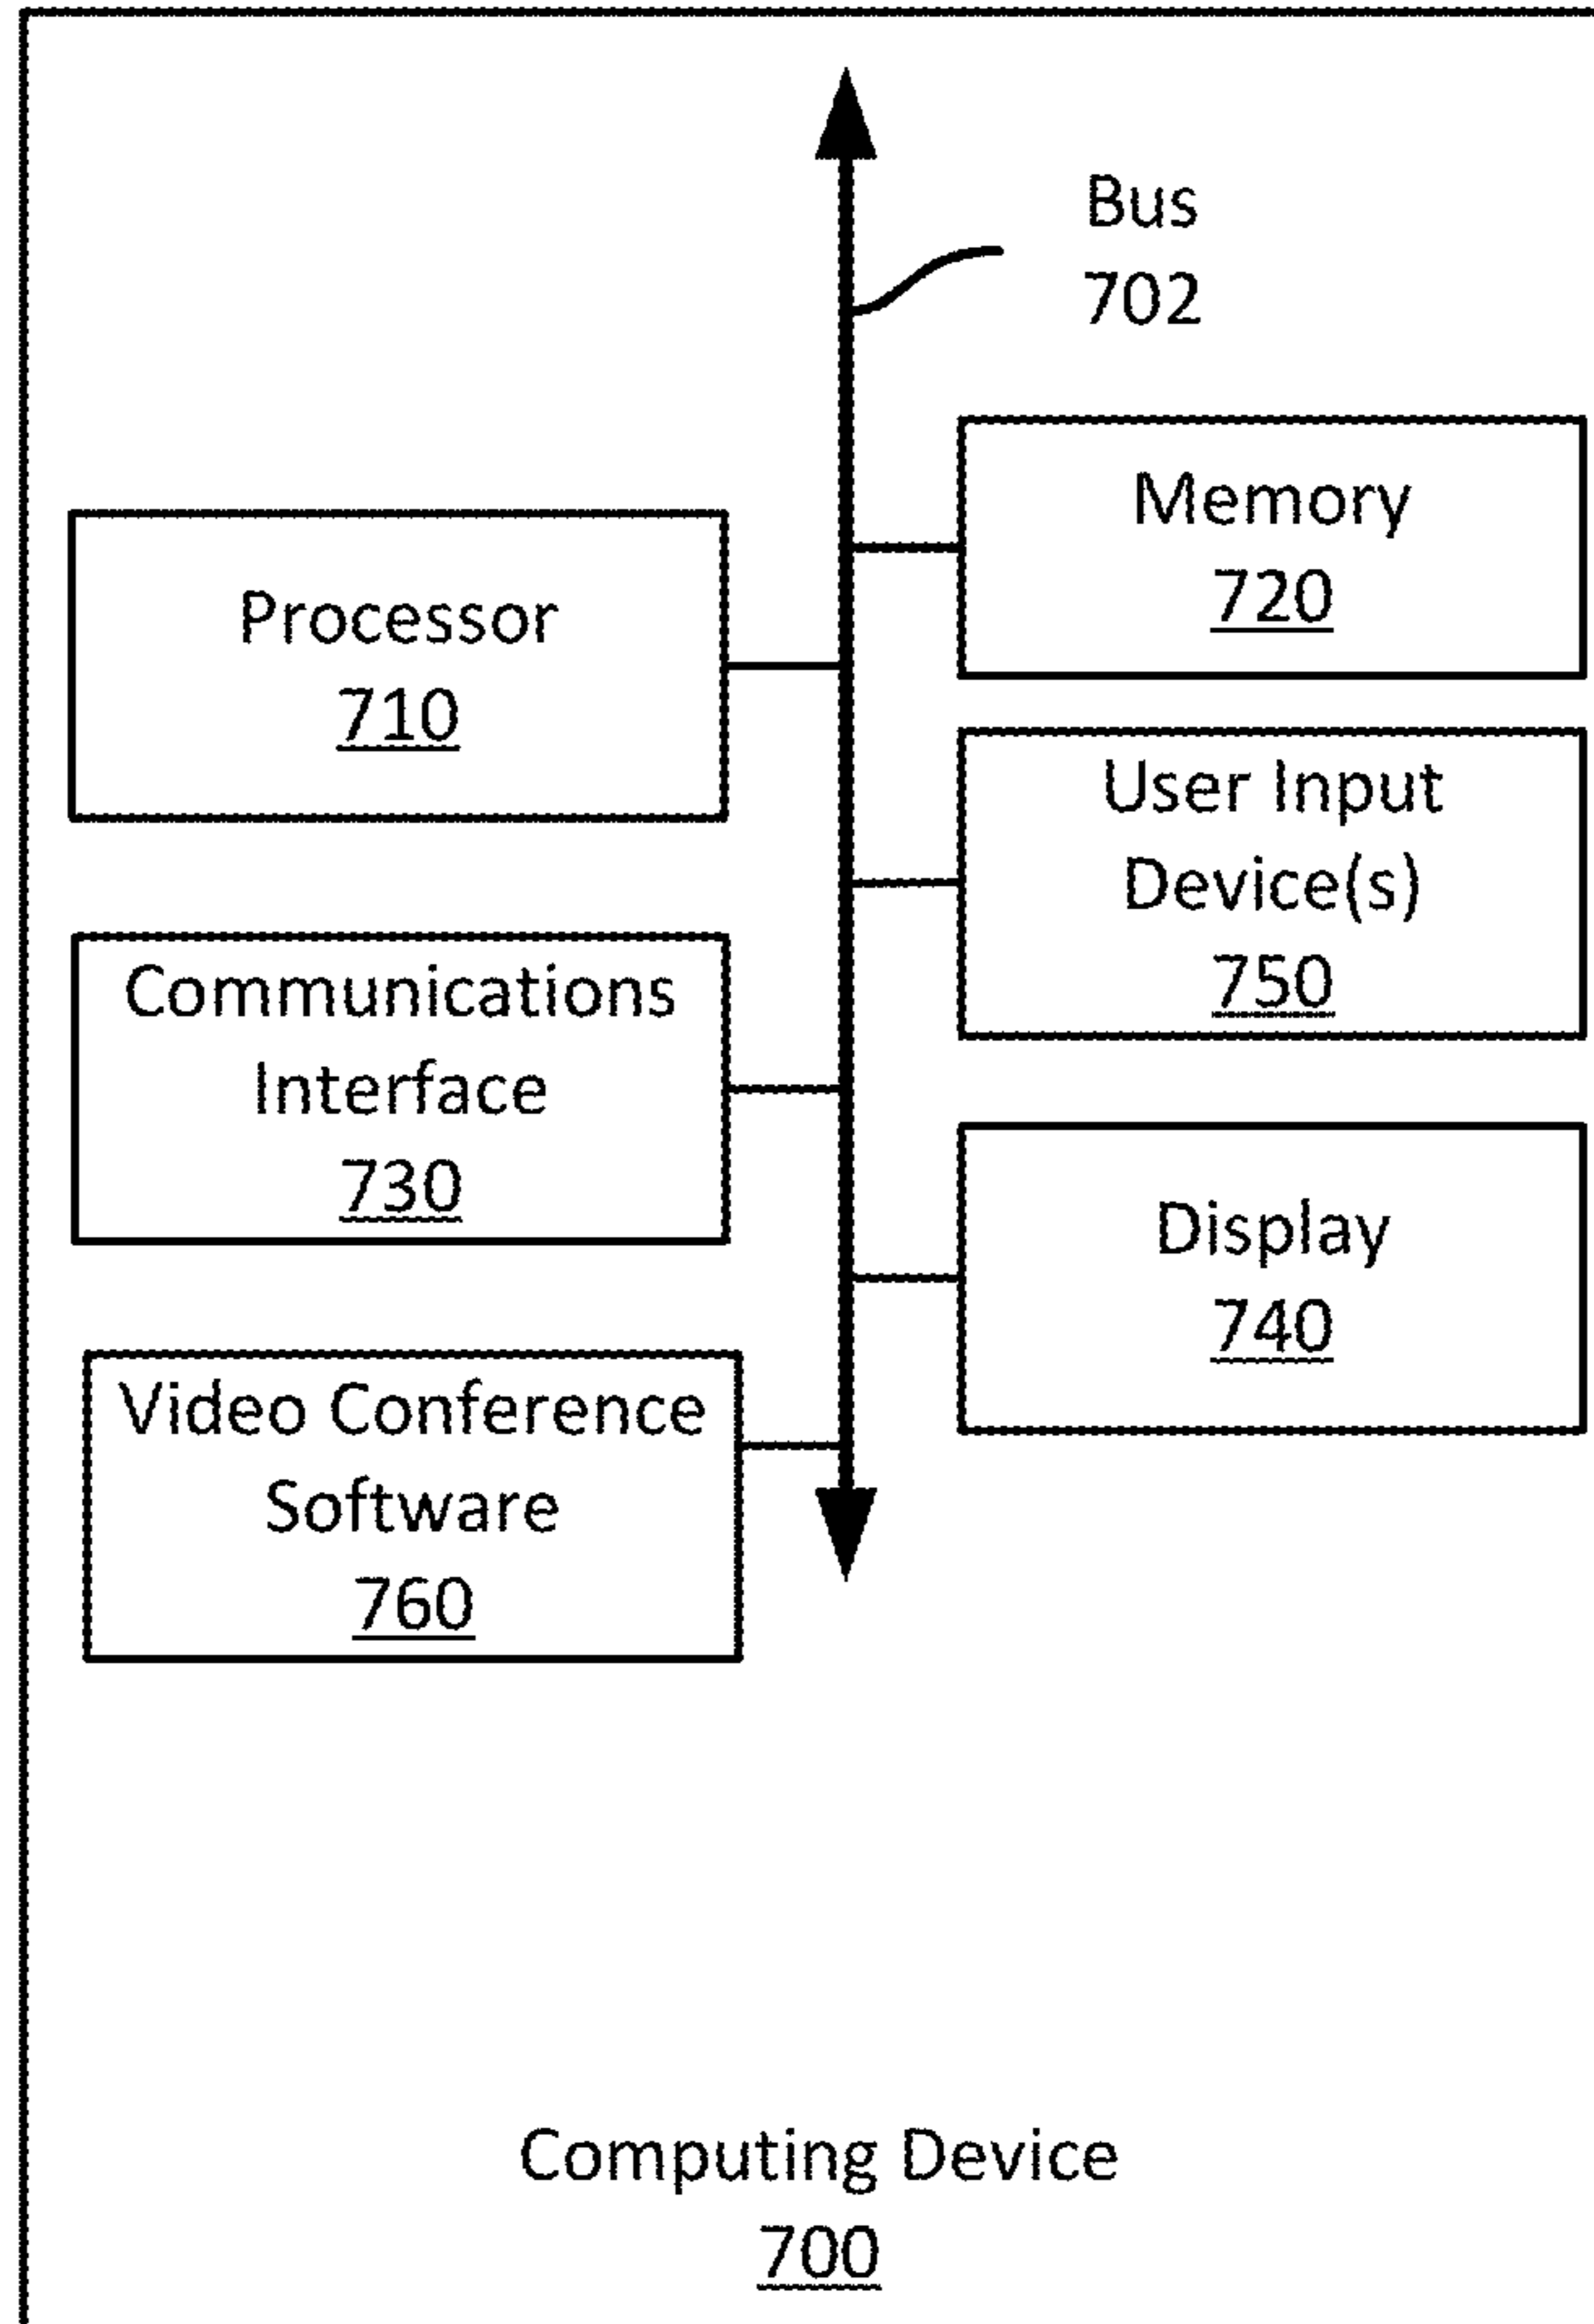 Bus
702
Memory
720
Processor
710
User Input
Device(s)
750
Communications
Interface
730
Display
740
Video Conference
Software
760
Computing Device
700